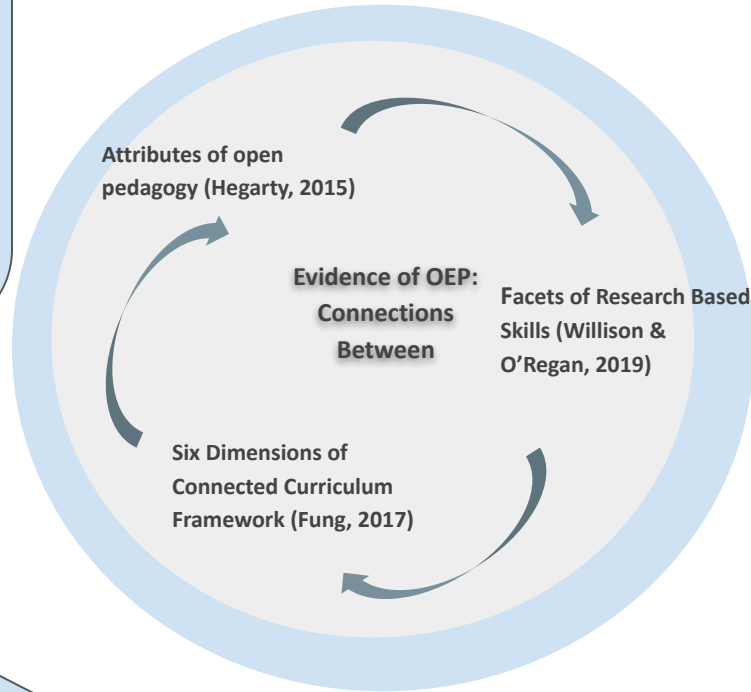 Attributes of open
pedagogy (Hegarty, 2015)
Evidence of OEP:
Connections
Between
Facets of Research Based
Skills (Willison &
O’Regan, 2019)
Six Dimensions of
Connected Curriculum
Framework (Fung, 2017)